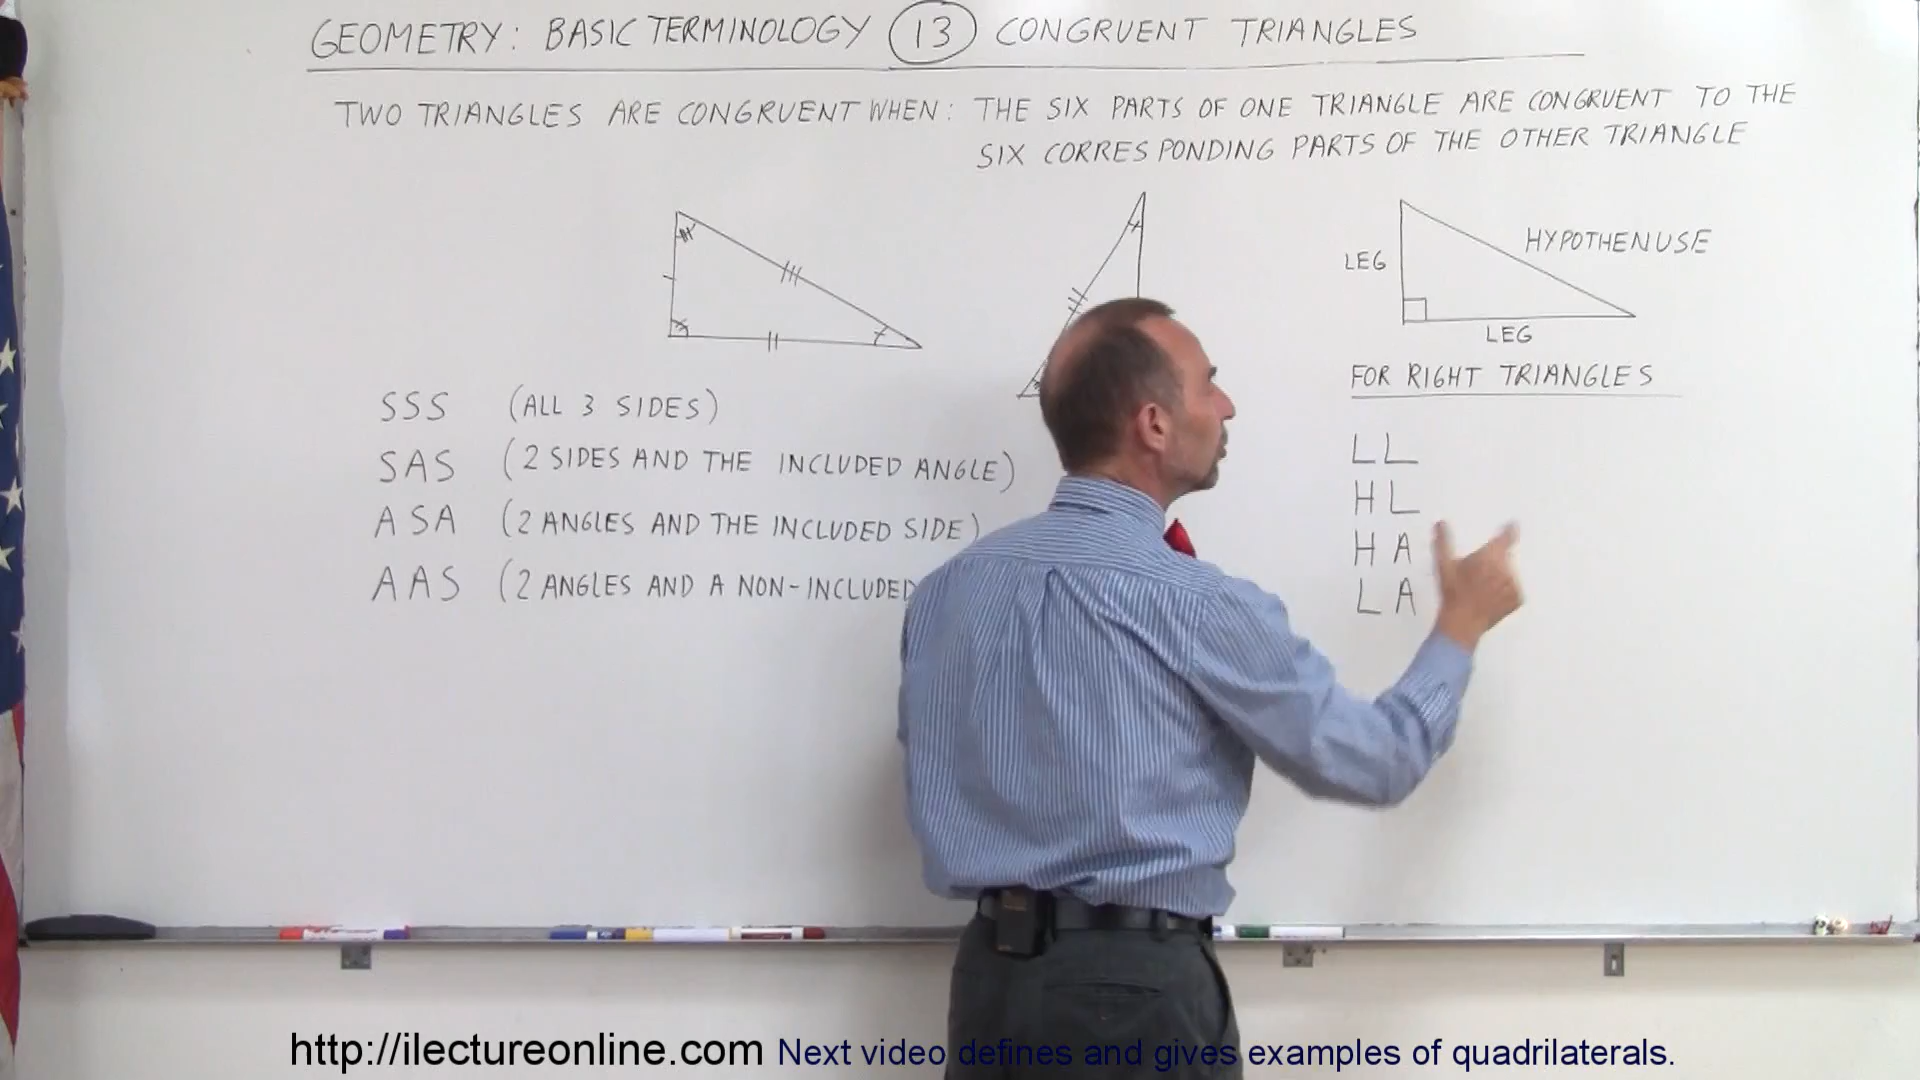 GEOMETRY: BASIC TERMINOLOGY 13 CONGRUENT TRIANGLES
TWO TRIANGLES ARE CONGRUENT WHEN: THE SIX PARTS OF ONE TRIANGLE ARE CONGRUENT TO THE
SIX CORRESPONDING PARTS OF THE OTHER TRIANGLE
LEG
HYPOTHENUSE
LEG
FOR RIGHT TRIANGLES
SSS (ALL 3 SIDES)
SAS (2 SIDES AND THE INCLUDED ANGLE)
ASA (2 ANGLES AND THE INCLUDED SIDE)
AAS (2 ANGLES AND A NON-INCLUDED
LL
HL
HA
LA
http://ilectureonline.com Next video defines and gives examples of quadrilaterals.